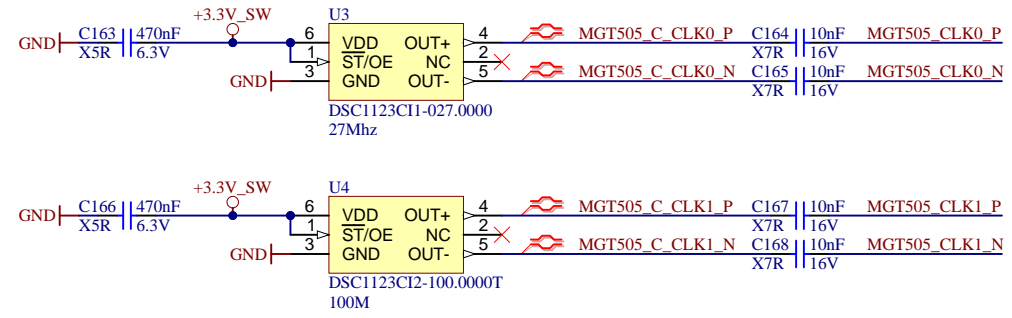 +3.3V_SW
U3
GND
C163
470nF
X5R
6.3V
6
VDD
OUT+
4
MGT505_C_CLK0_P
C164
10nF
MGT505_C_CLK0_P
X7R
16V
1
ST/OE
NC
2
GND
3
GND
OUT-
5
MGT505_C_CLK0_N
C165
10nF
MGT505_C_CLK0_N
X7R
16V
DSC1123CI1-027.0000
27Mhz
+3.3V_SW
U4
GND
C166
470nF
X5R
6.3V
6
VDD
OUT+
4
MGT505_C_CLK1_P
C167
10nF
MGT505_CLK1_P
X7R
16V
1
ST/OE
NC
2
GND
3
GND
OUT-
5
MGT505_C_CLK1_N
C168
10nF
MGT505_CLK1_N
X7R
16V
DSC1123CI2-100.0000T
100M